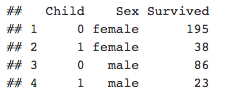 ##   Child    Sex Survived
## 1     0 female      195
## 2     1 female       38
## 3     0   male       86
## 4     1   male       23